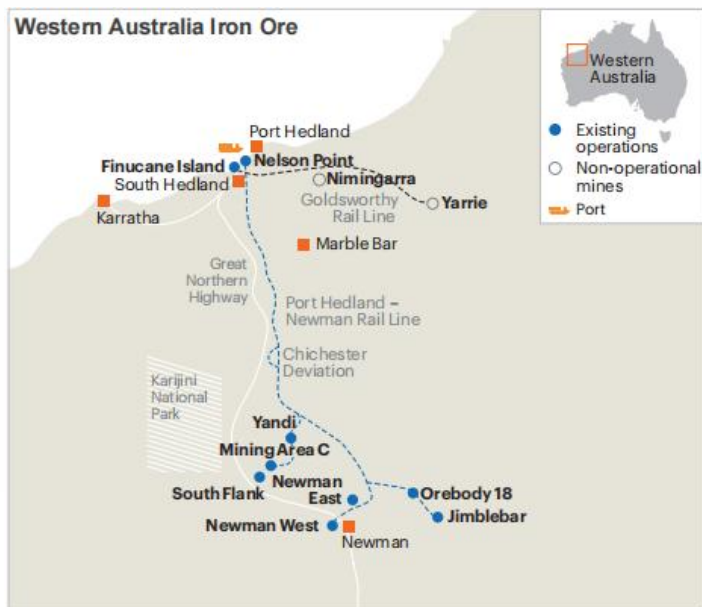 Western Australia Iron Ore
Western
Australia
Existing
operations
Non-operational
mines
Port
Port Hedland
Nelson Point
Finucane Island
South Hedland
Nimingarra
Goldsworthy
Rail Line
Yarrie
Karratha
Marble Bar
Great
Northern
Highway
Port Hedland –
Newman Rail Line
Chichester
Deviation
Karijini
National
Park
Yandi
Mining Area C
South Flank
Newman
East
Orebody 18
Jimblebar
Newman West
Newman